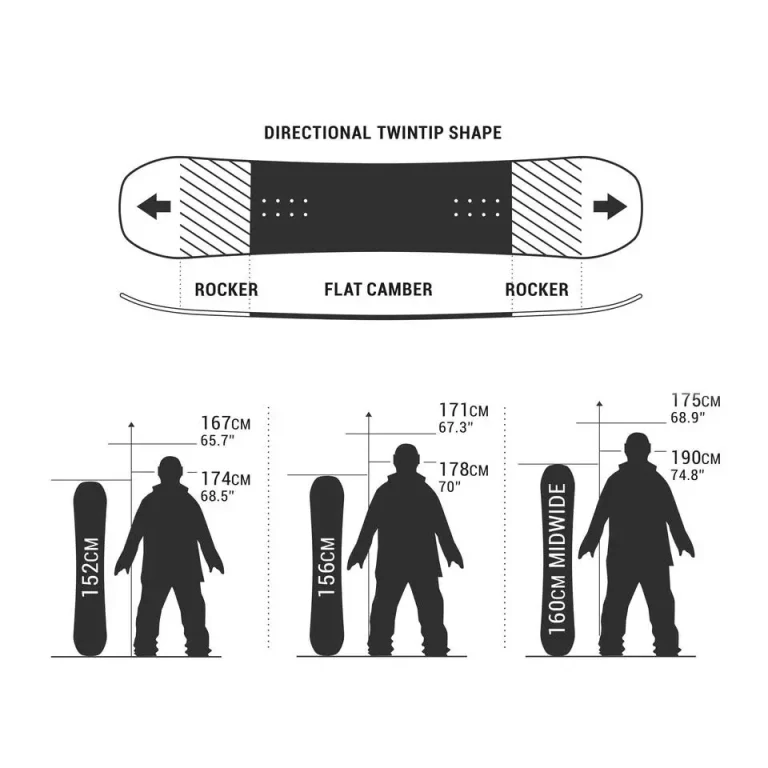 DIRECTIONAL TWINTIP SHAPE
ROCKER FLAT CAMBER ROCKER
167CM
65.7"
174CM
68.5"
152CM
171CM
67.3"
178CM
70"
156CM
175CM
68.9"
190CM
74.8"
160CM MIDWIDE